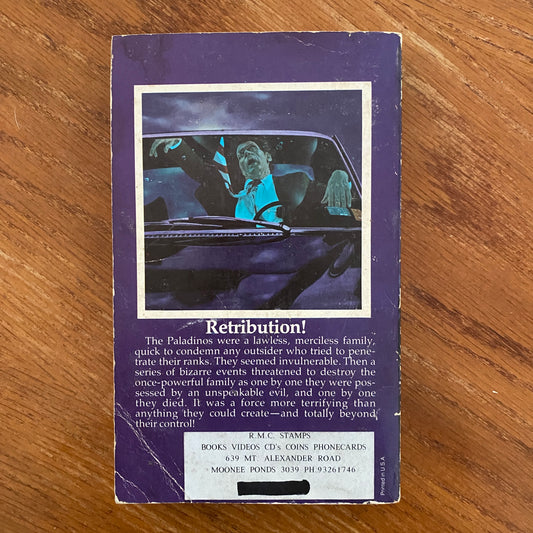 Retribution!
The Paladinos were a lawless, merciless family,
quick to condemn any outsider who tried to pene-
trate their ranks. They seemed invulnerable. Then a
series of bizarre events threatened to destroy the
once-powerful family as one by one they were pos-
sessed by an unspeakable evil, and one by one
they died. It was a force more terrifying than
anything they could create—and totally beyond
their control!
R.M.C. STAMPS
BOOKS VIDEOS CD's COINS PHONECARDS
639 MT. ALEXANDER ROAD
MOONEE PONDS 3039 PH.93261746
Printed in U.S.A.